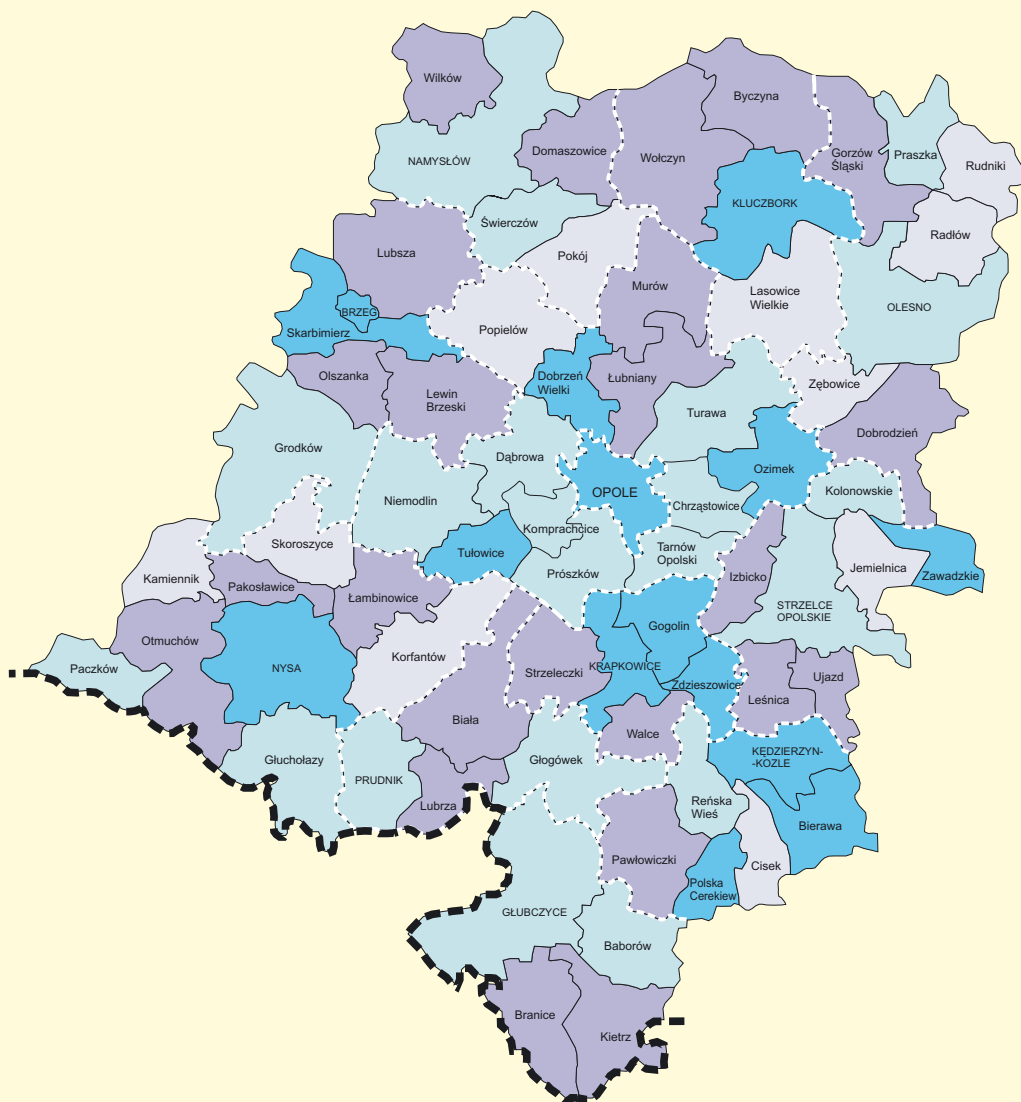 Wilków
Byczyna
NAMYSŁÓW
Domaszowice
Wołczyn
Gorzów
Śląski
Praszka
Rudniki
KLUCZBORK
Świerczów
Radłów
Lubsza
Pokój
Murów
Lasowice
Wielkie
OLESNO
BRZEG
Skarbimierz
Popielów
Olszanka
Lewin
Brzeski
Dobrzeń
Wielki
Łubniany
Zębowice
Turawa
Dobrodzień
Grodków
Dąbrowa
Ozimek
Niemodlin
OPOLE
Kolonowskie
Chrząstowice
Komprachcice
Skoroszyce
Tułowice
Tarnów
Opolski
Kamiennik
Pakosławice
Prószków
Izbicko
Jemielnica
Zawadzkie
Łambinowice
STRZELCE
OPOLSKIE
Otmuchów
Gogolin
Paczków
NYSA
Korfantów
Strzeleczki
KRAPKOWICE
Zdzieszowice
Ujazd
Leśnica
Biała
Walce
Głuchołazy
PRUDNIK
Głogówek
KĘDZIERZYN-
-KOZLE
Lubrza
Reńska
Wieś
Bierawa
Pawłowiczki
Cisek
Polska
Cerekiew
GŁUBCZYCE
Baborów
Branice
Kietrz